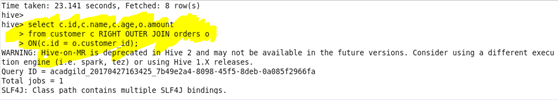 Time taken: 23.141 seconds, Fetched: 8 row(s)
hive>
hive> select c.id,c.name,c.age,o.amount
> from customer c RIGHT OUTER JOIN orders o
> ON(c.id = o.customer_id);
WARNING: Hive-on-MR is deprecated in Hive 2 and may not be available in the future versions. Consider using a different execu
tion engine (i.e. spark, tez) or using Hive 1.X releases.
Query ID = acadgild_20170427163425_7b49e2a4-8098-45f5-8deb-0a085f2966fa
Total jobs = 1
SLF4J: Class path contains multiple SLF4J bindings.